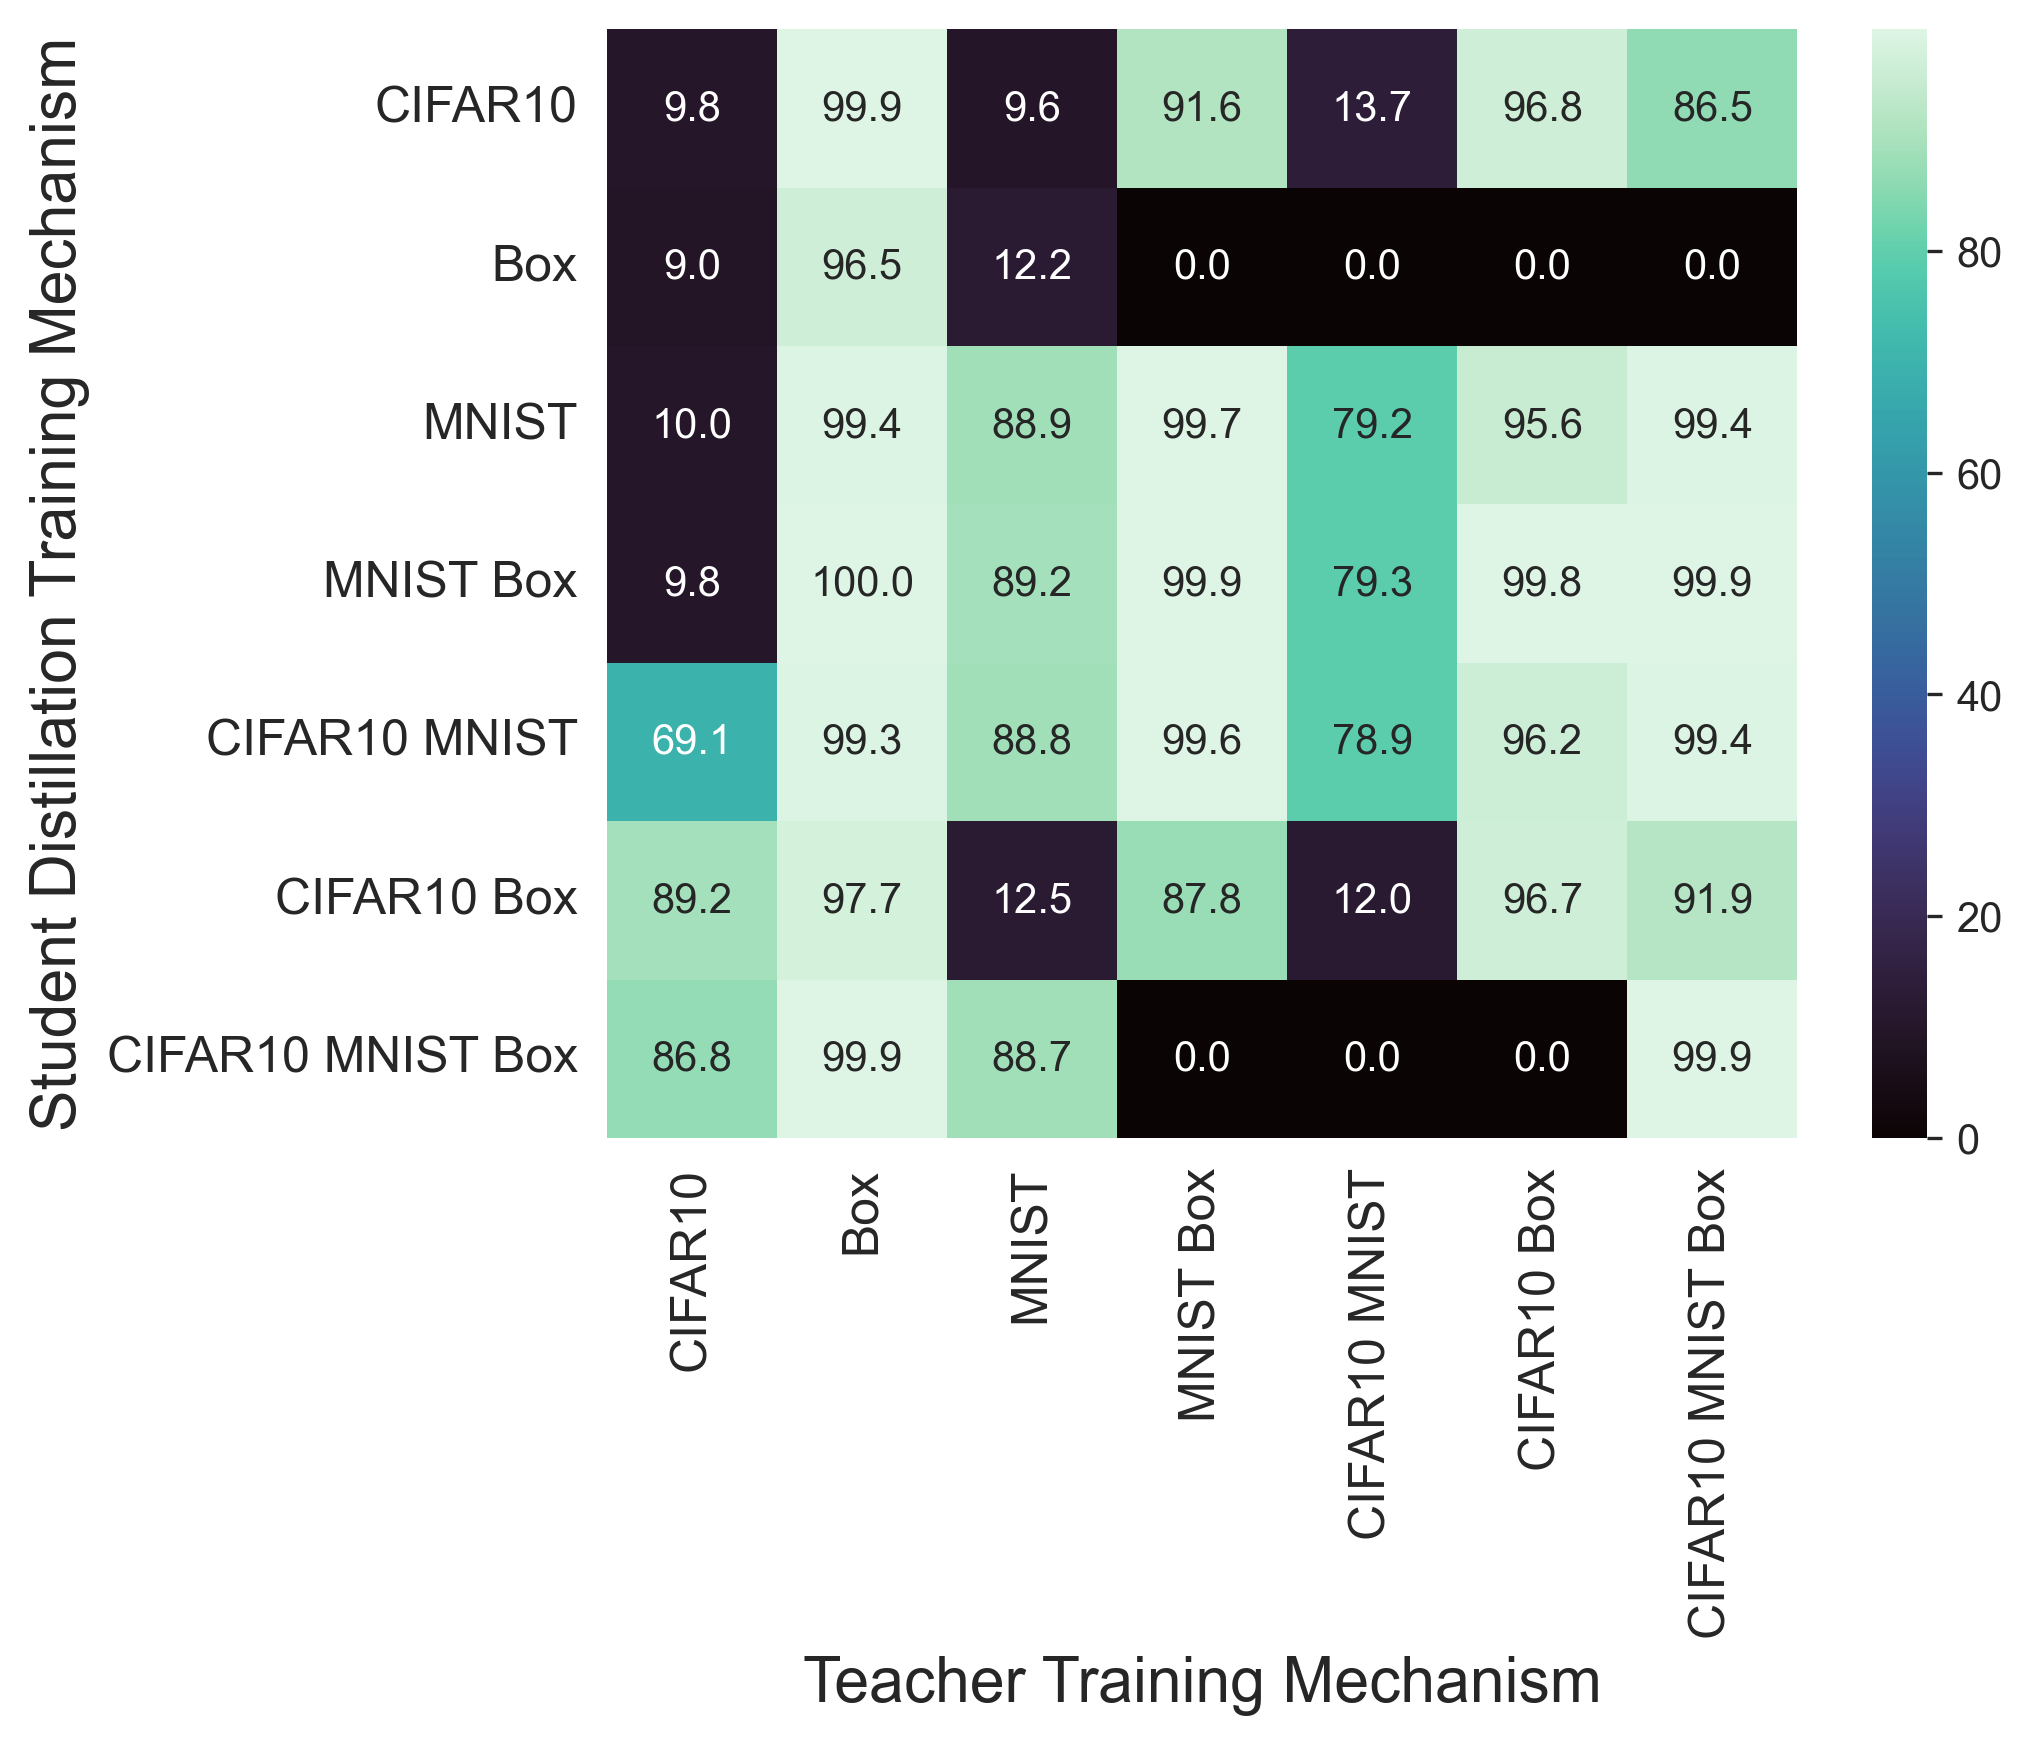 Student Distillation Training Mechanism
CIFAR10 9.8 99.9 9.6 91.6 13.7 96.8 86.5
Box 9.0 96.5 12.2 0.0 0.0 0.0 0.0
MNIST 10.0 99.4 88.9 99.7 79.2 95.6 99.4
MNIST Box 9.8 100.0 89.2 99.9 79.3 99.8 99.9
CIFAR10 MNIST 69.1 99.3 88.8 99.6 78.9 96.2 99.4
CIFAR10 Box 89.2 97.7 12.5 87.8 12.0 96.7 91.9
CIFAR10 MNIST Box 86.8 99.9 88.7 0.0 0.0 0.0 99.9
80
60
40
20
0
CIFAR10
Box
MNIST
MNIST Box
CIFAR10 MNIST
CIFAR10 Box
CIFAR10 MNIST Box
Teacher Training Mechanism